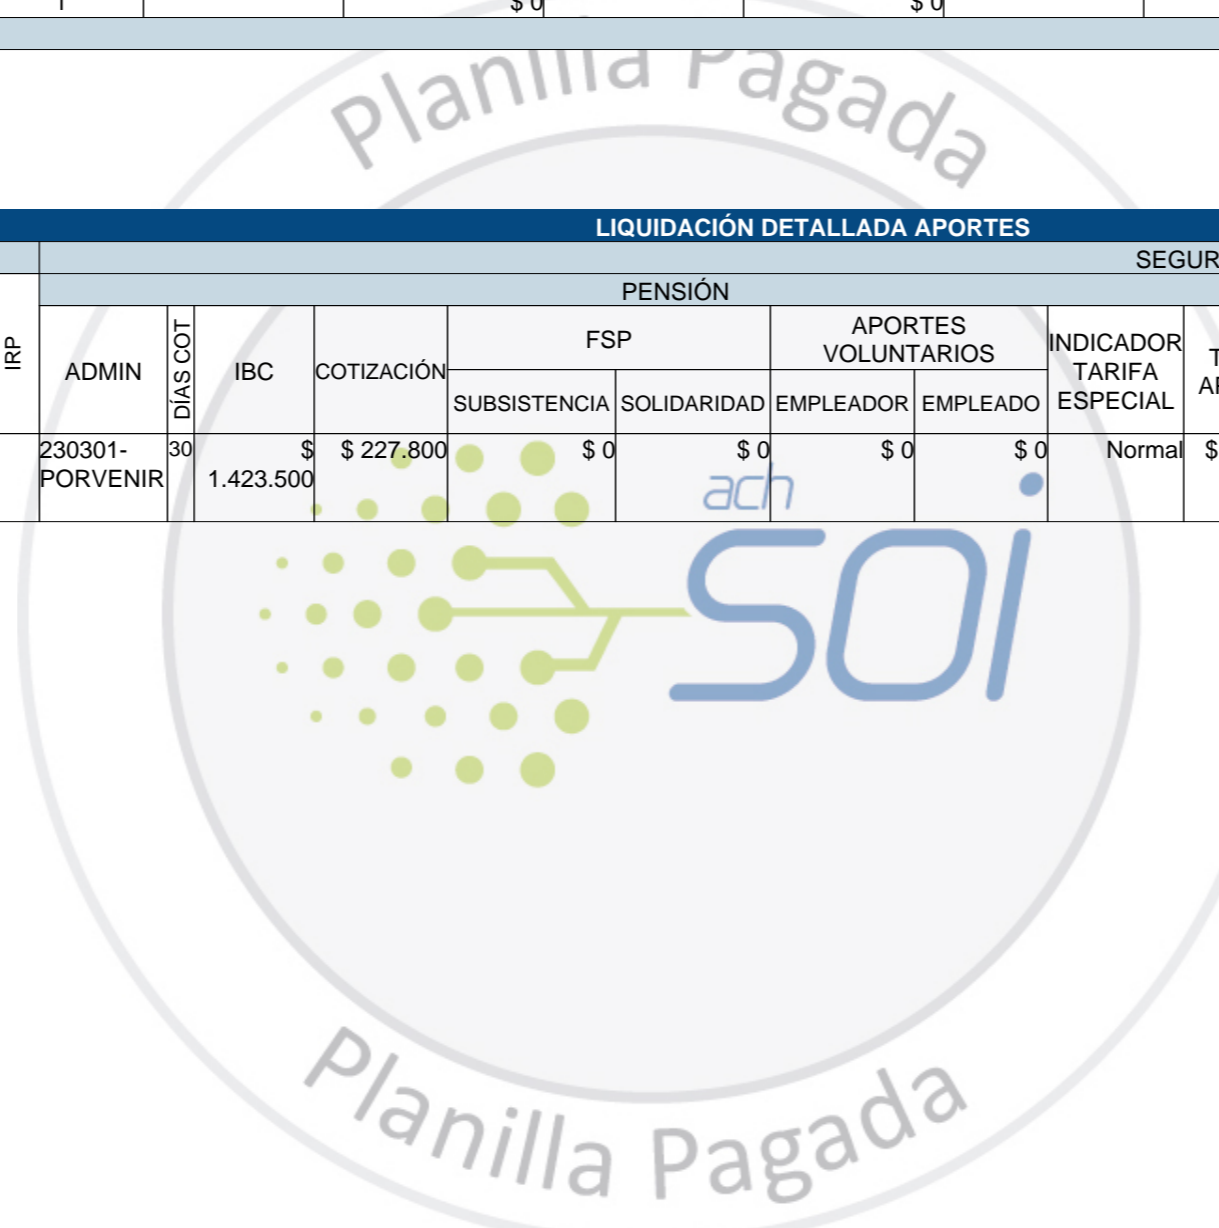 $ 0 $ 0
Planilla Pagada
LIQUIDACIÓN DETALLADA APORTES
SEGUR
PENSIÓN
IRP
ADMIN
DÍAS COT
IBC
COTIZACIÓN
FSP
SUBSISTENCIA SOLIDARIDAD
APORTES
VOLUNTARIOS
EMPLEADOR EMPLEADO
INDICADOR
TARIFA
ESPECIAL
230301-
PORVENIR
30
$
1.423.500
$ 227.800
$ 0
$ 0
$ 0
$ 0
Normal
$
ach
SOi
Planilla Pagada